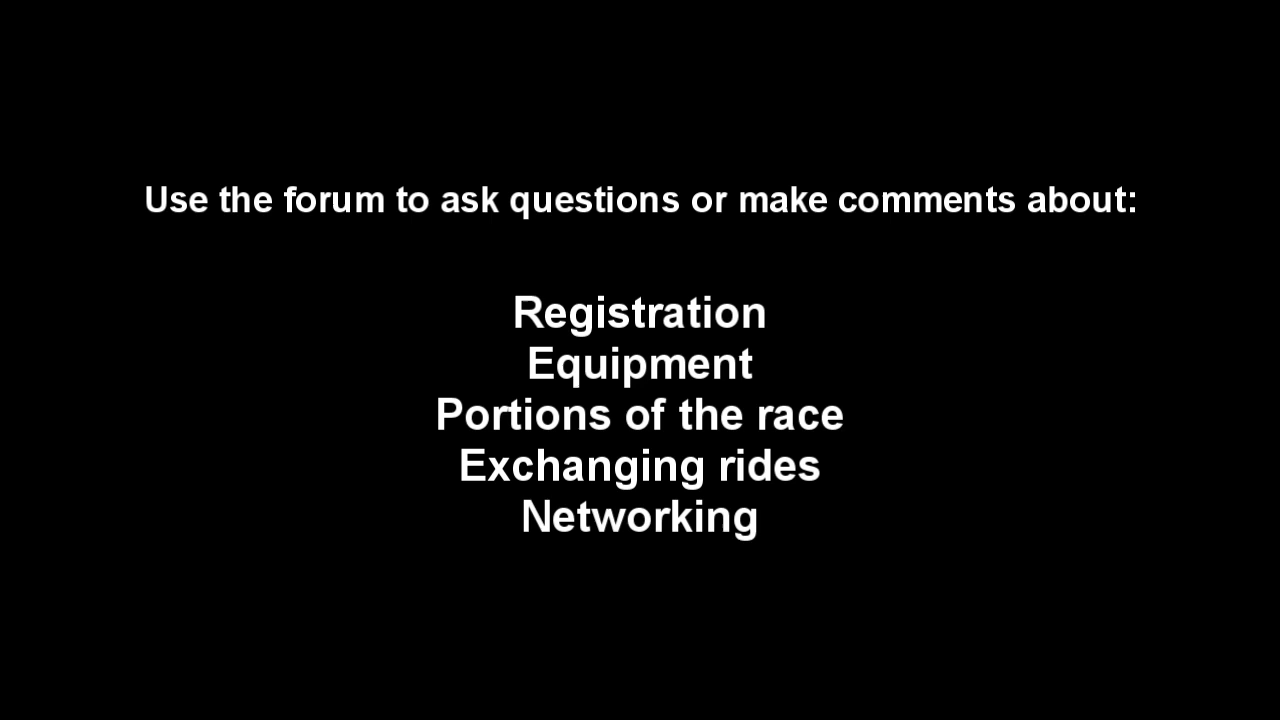 Use the forum to ask questions or make comments about:
Registration
Equipment
Portions of the race
Exchanging rides
Networking